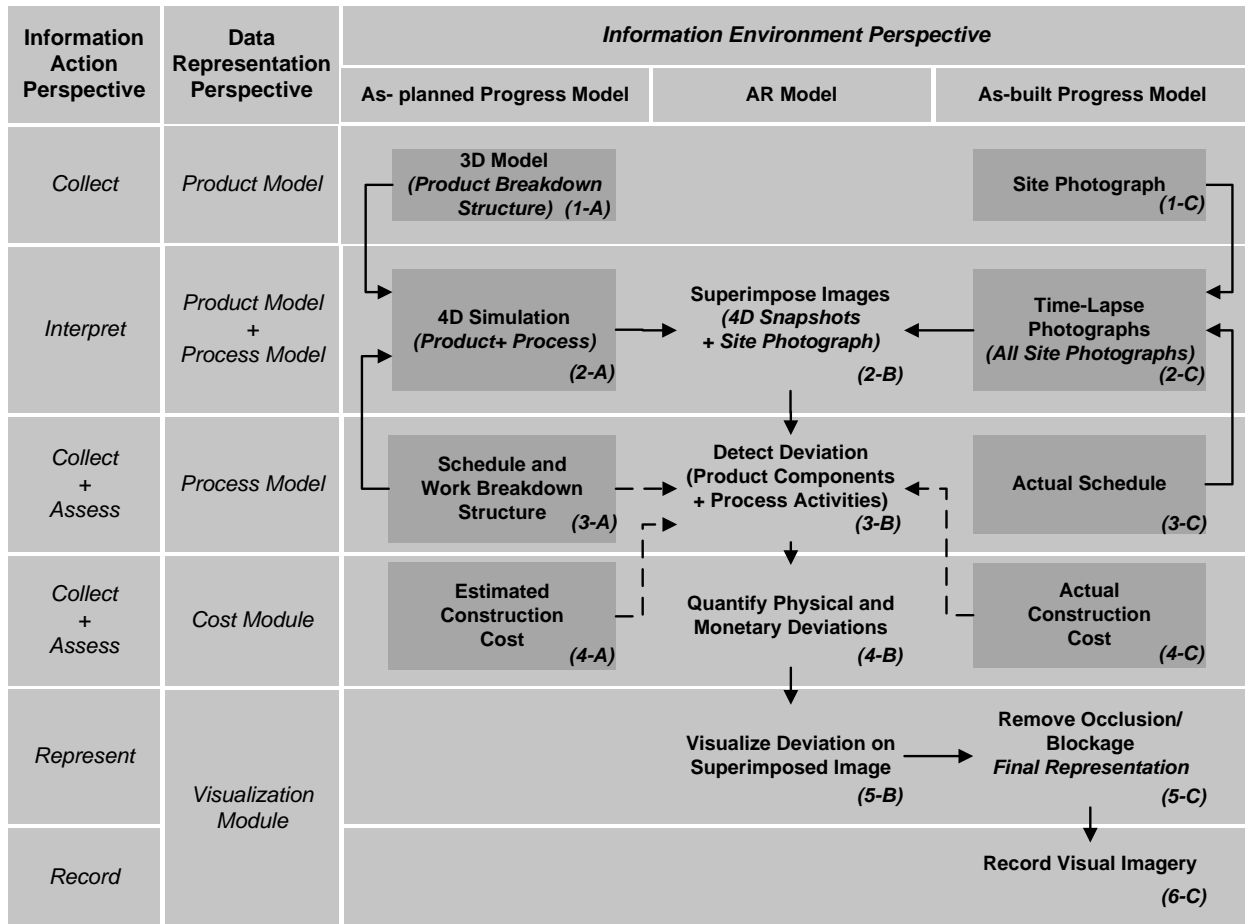 Information
Action
Perspective
Data
Representation
Perspective
Information Environment Perspective
As- planned Progress Model
AR Model
As-built Progress Model
Collect
Product Model
3D Model
(Product Breakdown
Structure) (1-A)
Site Photograph
(1-C)
Interpret
Product Model
+
Process Model
4D Simulation
(Product+ Process)
(2-A)
Superimpose Images
(4D Snapshots
+ Site Photograph)
(2-B)
Time-Lapse
Photographs
(All Site Photographs)
(2-C)
Collect
+
Assess
Process Model
Schedule and
Work Breakdown
Structure
(3-A)
Detect Deviation
(Product Components
+ Process Activities)
(3-B)
Actual Schedule
(3-C)
Collect
+
Assess
Cost Module
Estimated
Construction
Cost
(4-A)
Quantify Physical and
Monetary Deviations
(4-B)
Actual
Construction
Cost
(4-C)
Represent
Visualization
Module
Visualize Deviation on
Superimposed Image
(5-B)
Remove Occlusion/
Blockage
Final Representation
(5-C)
Record
Record Visual Imagery
(6-C)